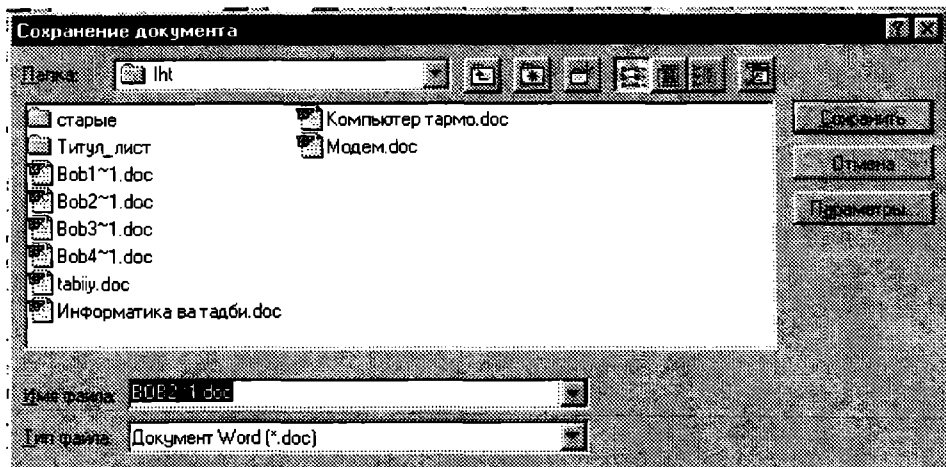 Сохранение документа
Папка: lht
старые
Титул_лист
Bob1~1.doc
Bob2~1.doc
Bob3~1.doc
Bob4~1.doc
tabiiy.doc
Информатика ва тадби.doc
Компьютер тармо.doc
Модем.doc
Сохранить
Отмена
Параметры...
Имя файла:
Тип файла: Документ Word (*.doc)